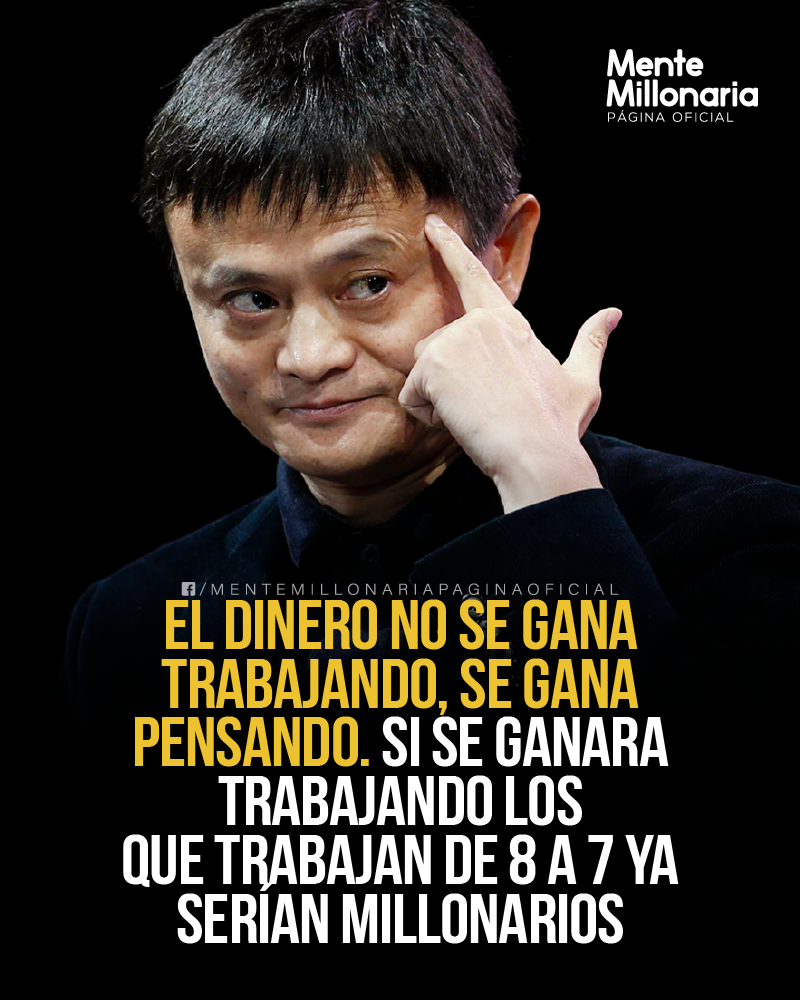 Mente
Millonaria
PÁGINA OFICIAL
f/MENTEMILLONARIAPAGINAOFICIAL
EL DINERO NO SE GANA
TRABAJANDO, SE GANA
PENSANDO. SI SE GANARA
TRABAJANDO LOS
QUE TRABAJAN DE 8 A 7 YA
SERÍAN MILLONARIOS